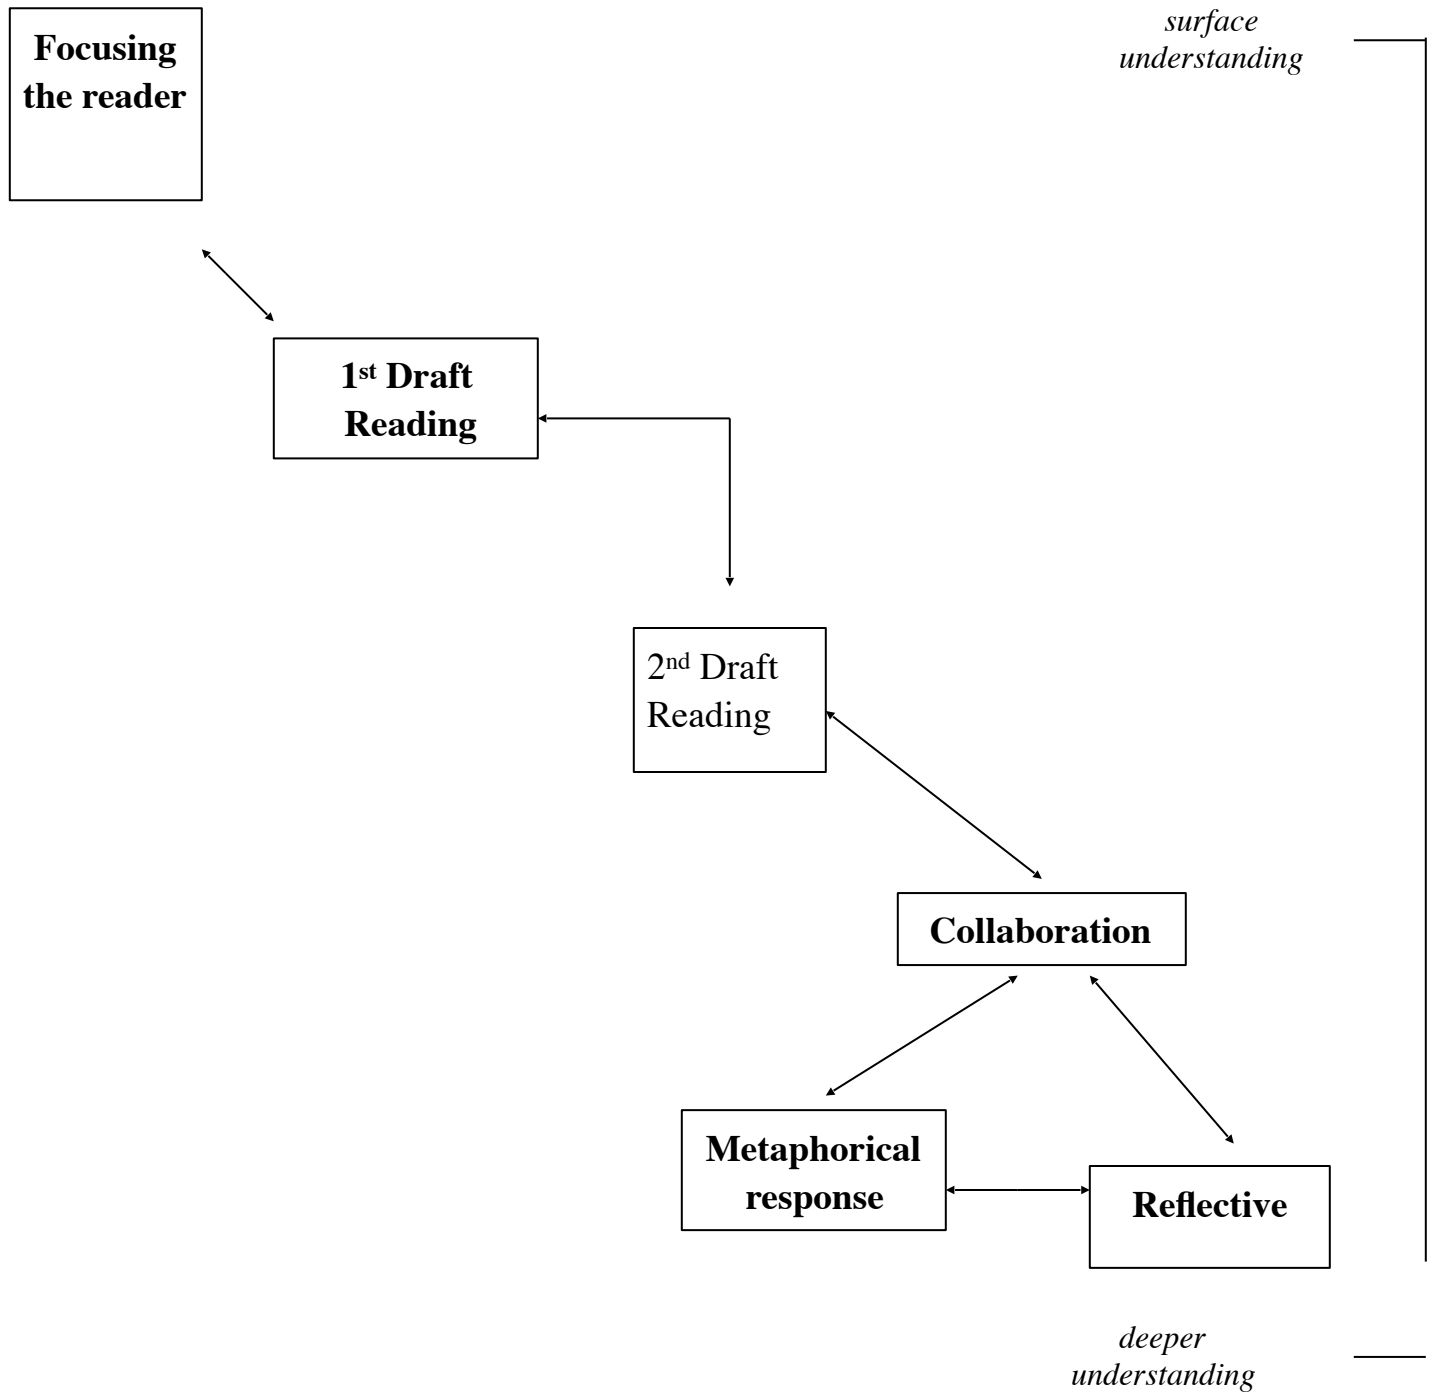 Focusing
the reader
surface
understanding
1st Draft
Reading
2nd Draft
Reading
Collaboration
Metaphorical
response
Reflective
deeper
understanding